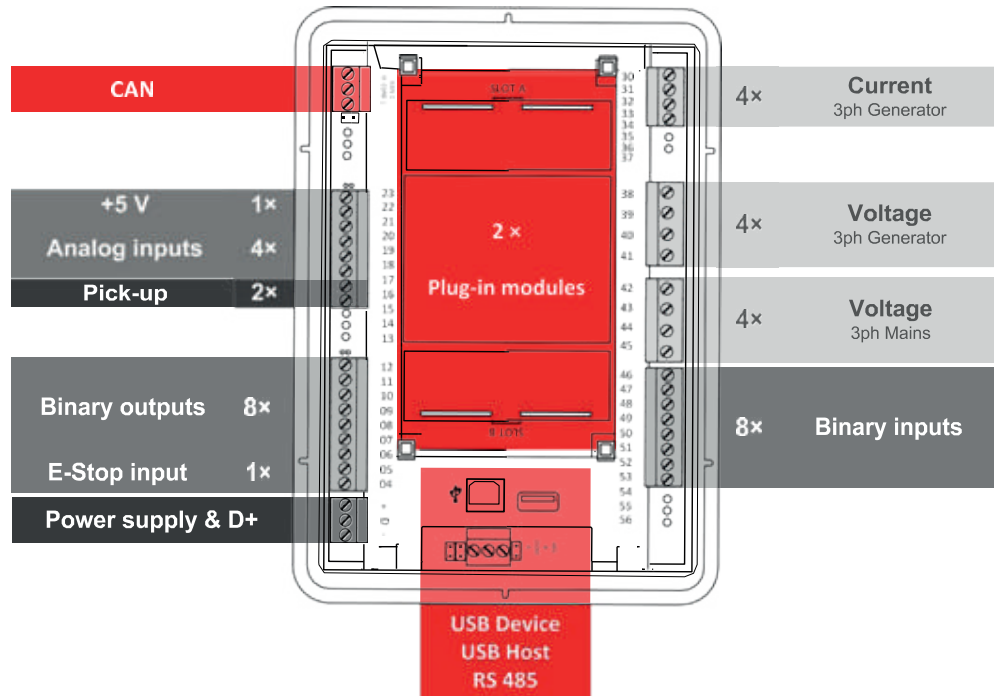 CAN
+5 V 1×
Analog inputs 4×
Pick-up 2×
Binary outputs 8×
E-Stop input 1×
Power supply & D+
23
22
21
20
19
18
17
16
15
14
13
12
11
10
09
08
07
06
05
04
+
D
-
SLOT A
2 ×
Plug-in modules
SLOT B
30
31
32
33
34
35
36
37
38
39
40
41
42
43
44
45
46
47
48
49
50
51
52
53
54
55
56
4× Current
3ph Generator
4× Voltage
3ph Generator
4× Voltage
3ph Mains
8× Binary inputs
USB Device
USB Host
RS 485